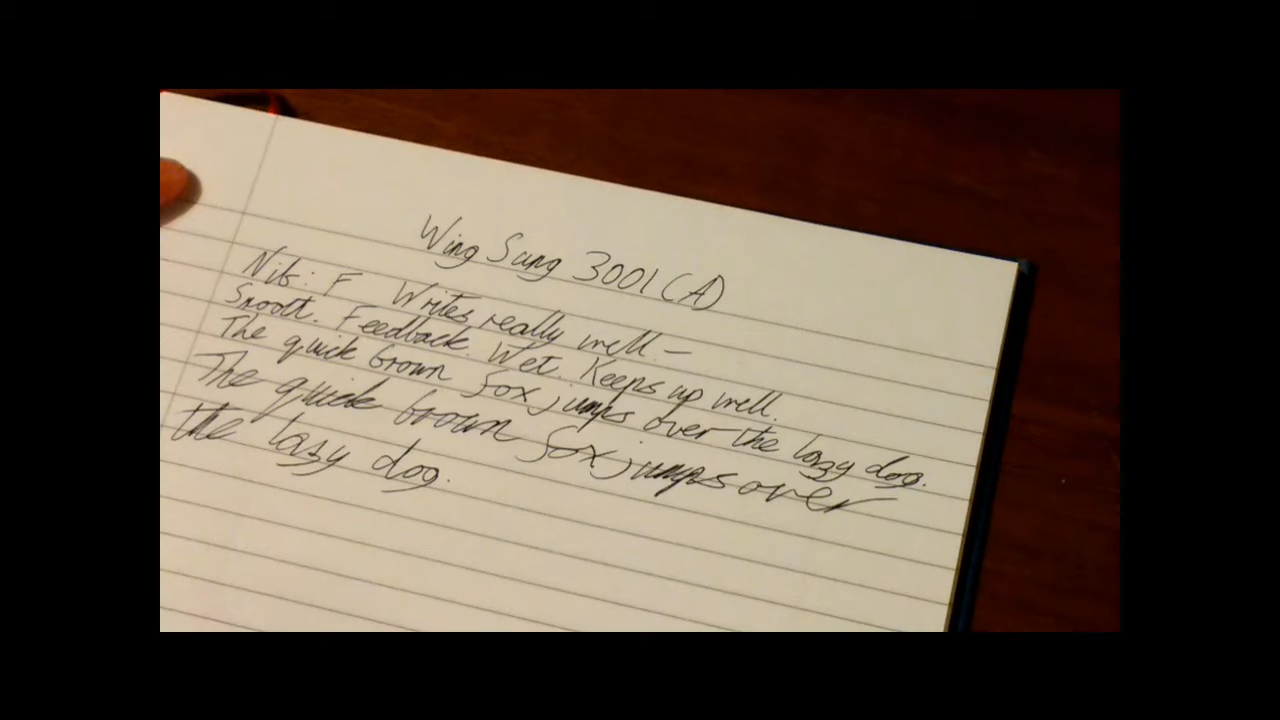 Wing Sung 3001 (A)
Nib: F Writes really well –
Smooth. Feedback. Wet. Keeps up well.
The quick brown fox jumps over the lazy dog.
The quick brown fox jumps over
the lazy dog.